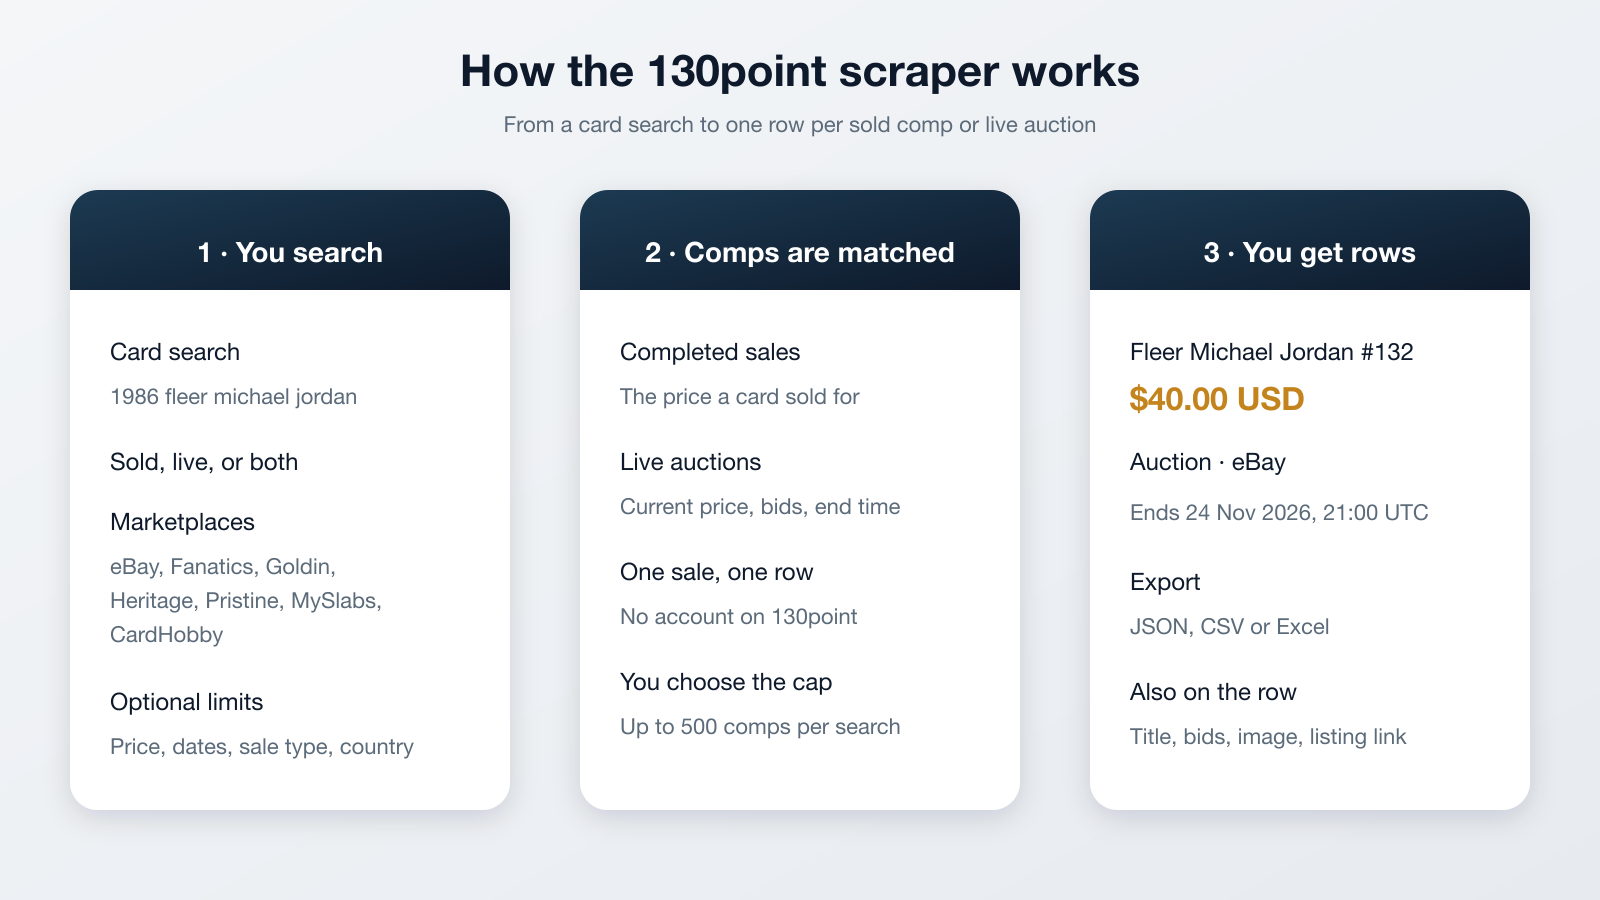 How the 130point scraper works
From a card search to one row per sold comp or live auction
1 · You search
Card search
1986 fleer michael jordan
Sold, live, or both
Marketplaces
eBay, Fanatics, Goldin,
Heritage, Pristine, MySlabs,
CardHobby
Optional limits
Price, dates, sale type, country
2 · Comps are matched
Completed sales
The price a card sold for
Live auctions
Current price, bids, end time
One sale, one row
No account on 130point
You choose the cap
Up to 500 comps per search
3 · You get rows
Fleer Michael Jordan #132
$40.00 USD
Auction · eBay
Ends 24 Nov 2026, 21:00 UTC
Export
JSON, CSV or Excel
Also on the row
Title, bids, image, listing link